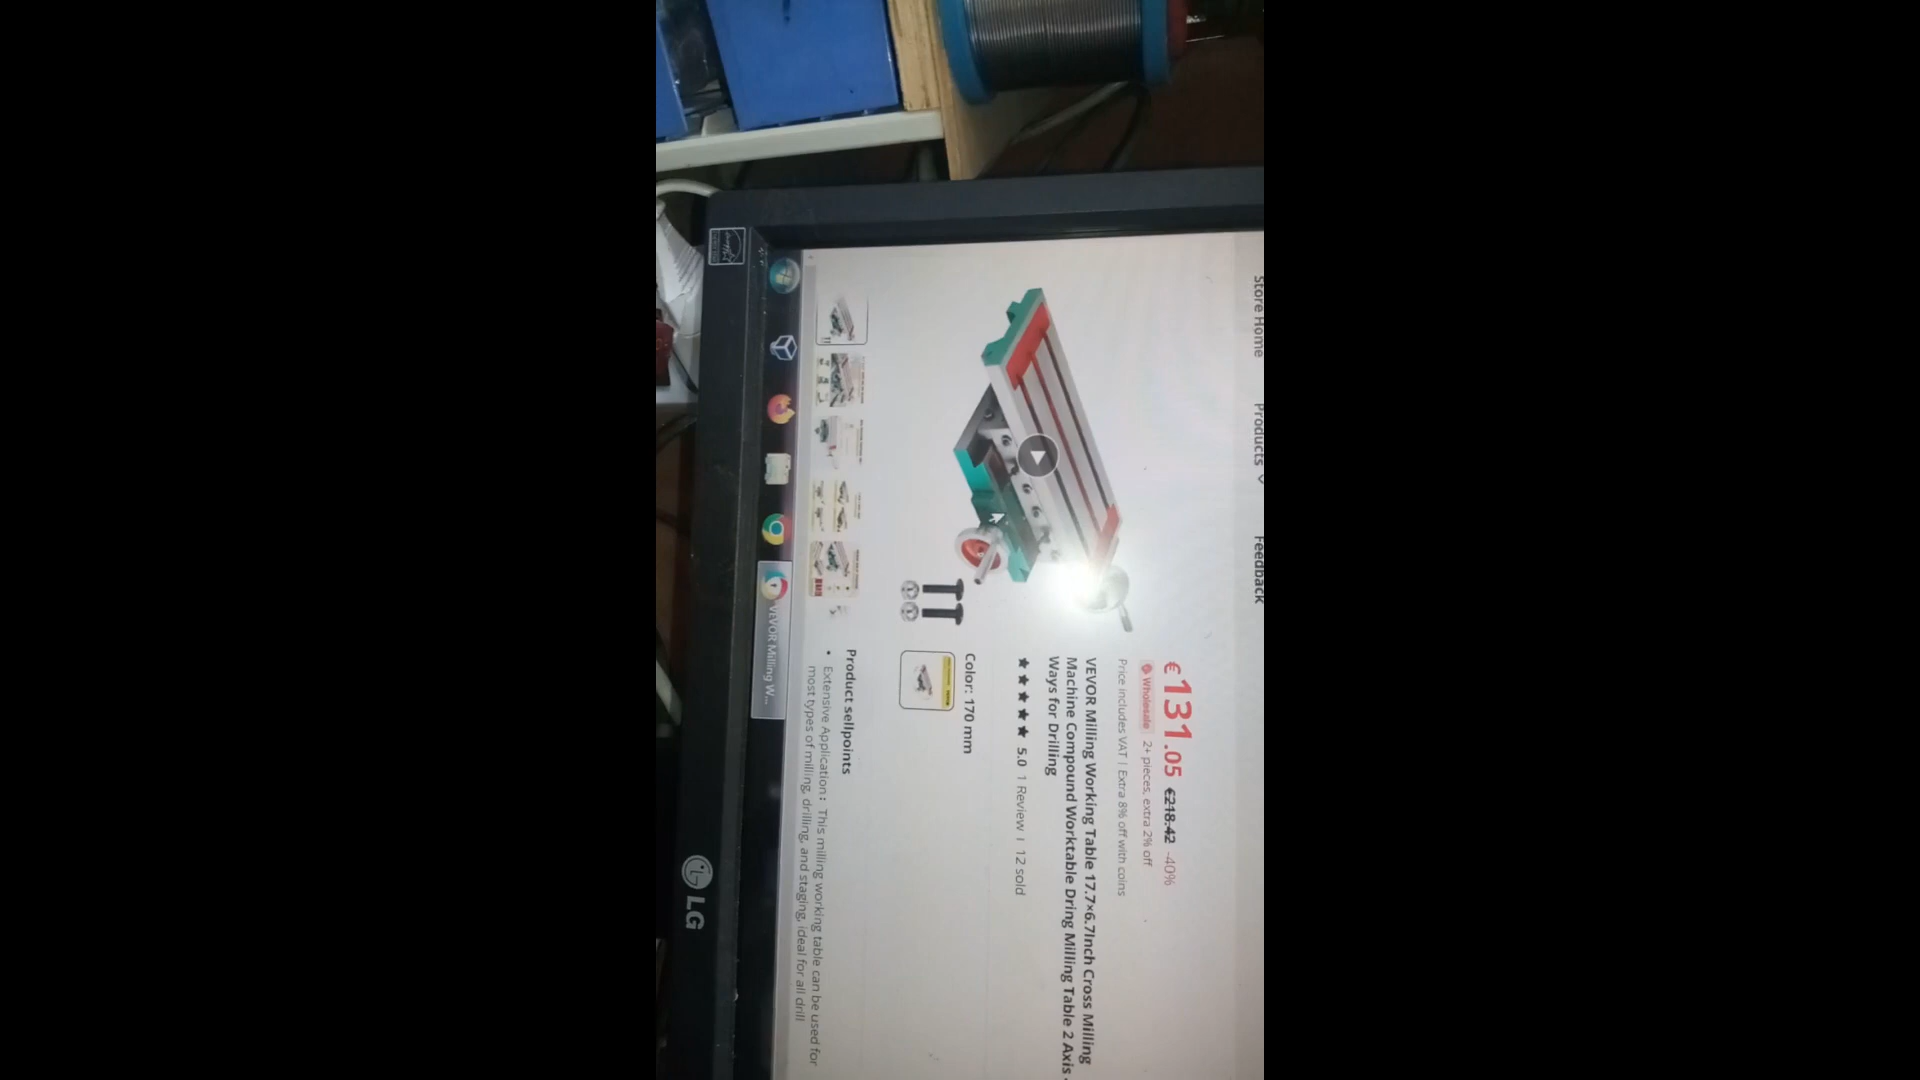 Store Home Products Feedback
€131.05 €218.42 -40%
Wholesale 2+ pieces, extra 2% off
Price includes VAT | Extra 8% off with coins
VEVOR Milling Working Table 17.7×6.7Inch Cross Milling
Machine Compound Worktable Dring Milling Table 2 Axis
Ways for Drilling
5.0 1 Review | 12 sold
Color: 170 mm
Product sellpoints
• Extensive Application: This milling working table can be used for
most types of milling, drilling, and staging, ideal for all drill
VEVOR Milling W...
LG